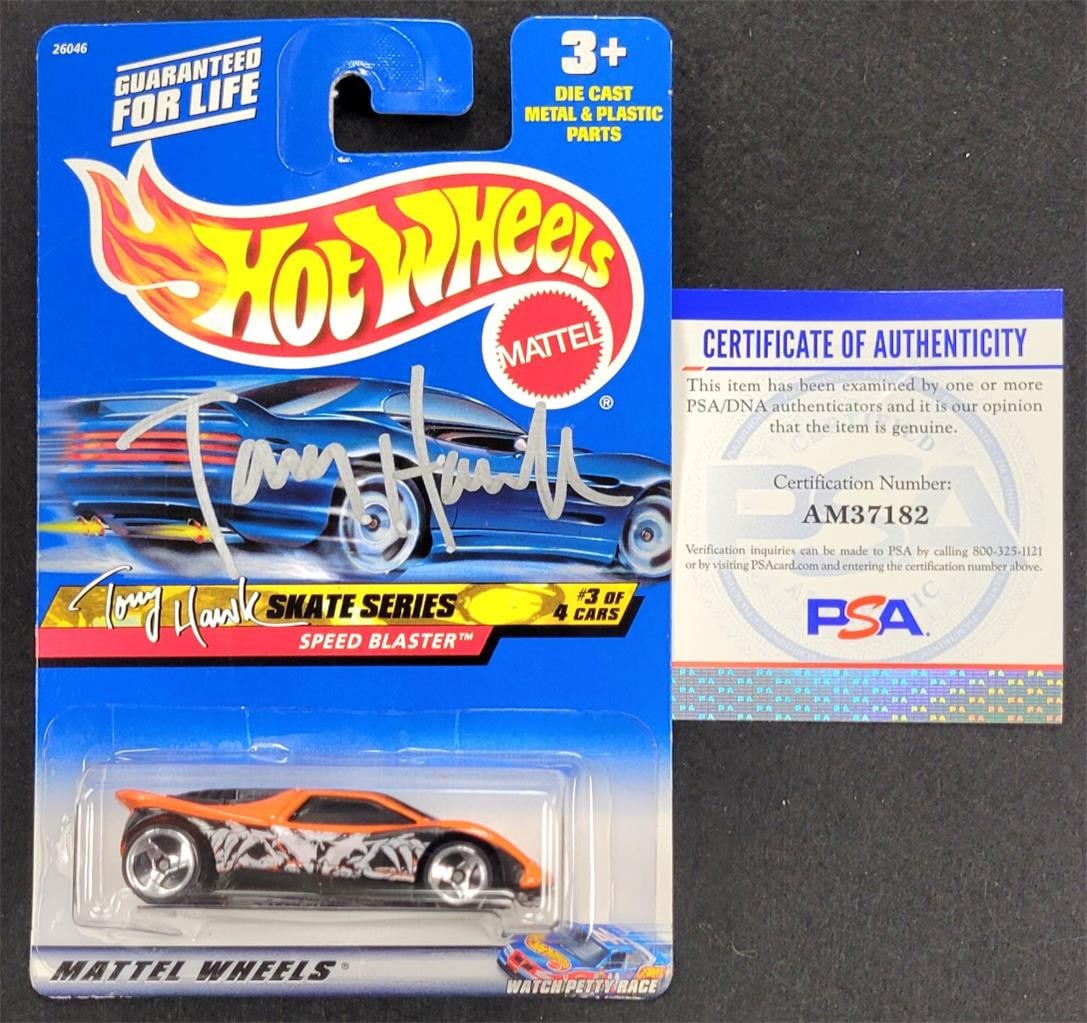 26046
GUARANTEED
FOR LIFE
3+
DIE CAST
METAL & PLASTIC
PARTS
HOT WHEELS
MATTEL
®
Tony Hawk
Tony Hawk SKATE SERIES
#3 OF
4 CARS
SPEED BLASTER™
MATTEL WHEELS®
HOT WHEELS
WATCH PETTY RACE
CERTIFICATE OF AUTHENTICITY
This item has been examined by one or more
PSA/DNA authenticators and it is our opinion
that the item is genuine.
Certification Number:
AM37182
Verification inquiries can be made to PSA by calling 800-325-1121
or by visiting PSAcard.com and entering the certification number above.
PSA.